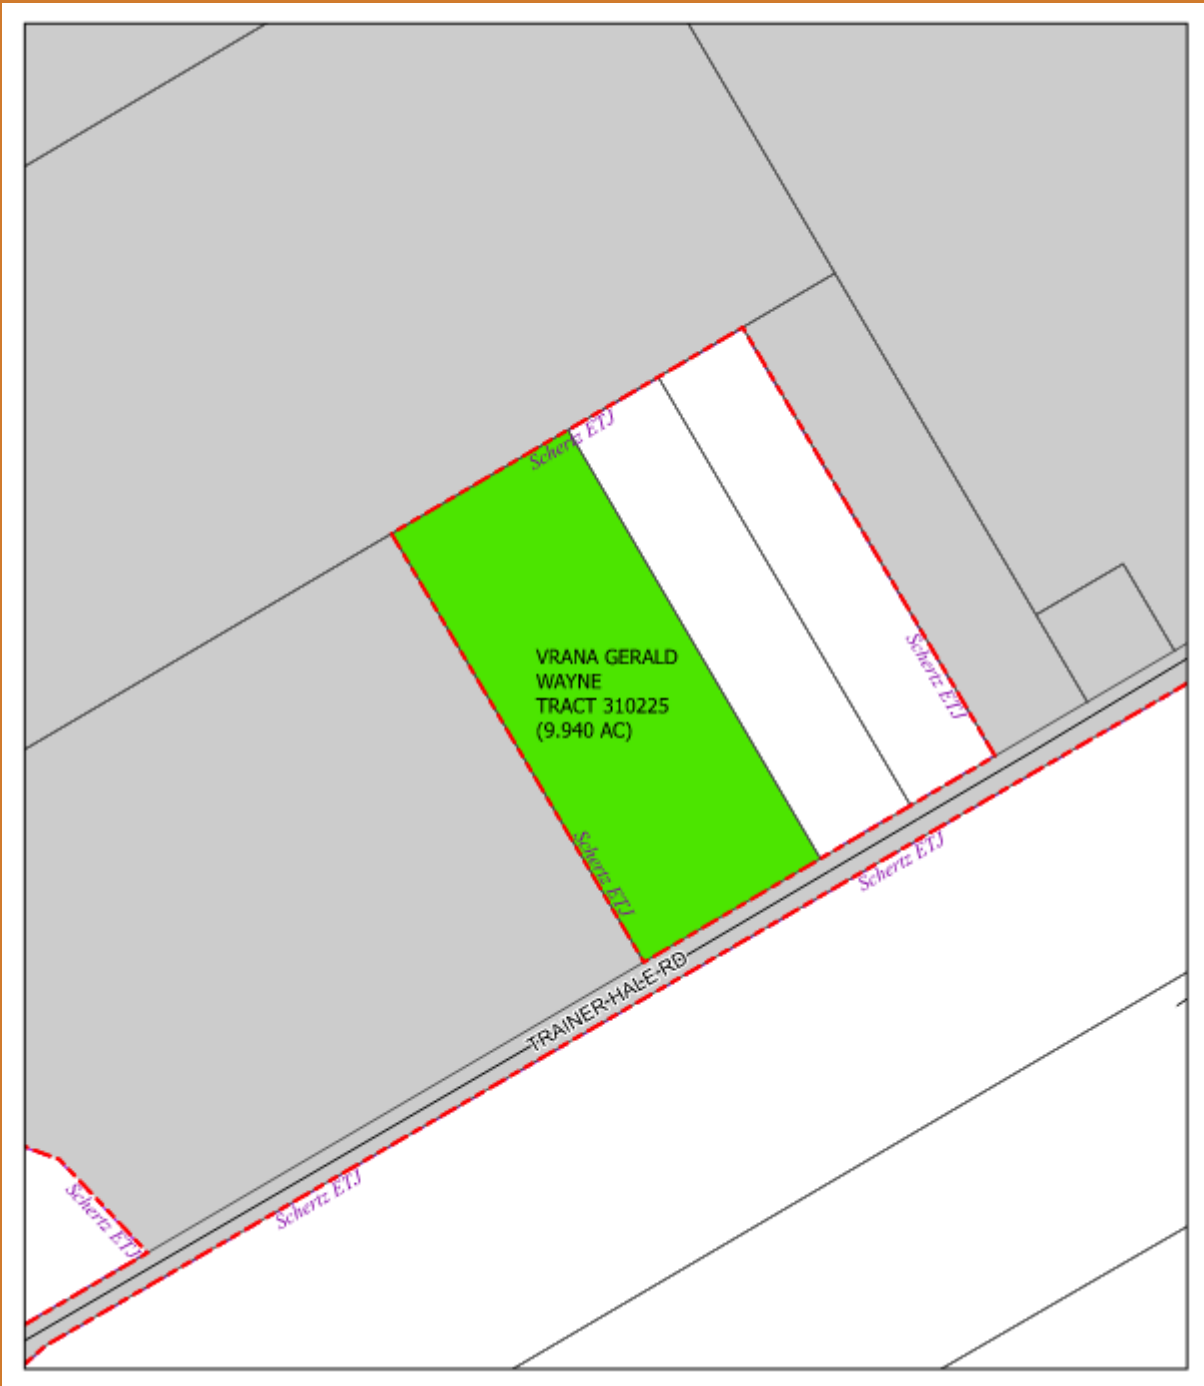 Schertz ETJ
Schertz ETJ
VRANA GERALD
WAYNE
TRACT 310225
(9.940 AC)
Schertz ETJ
Schertz ETJ
TRAINER-HALE-RD
Schertz ETJ
Schertz ETJ